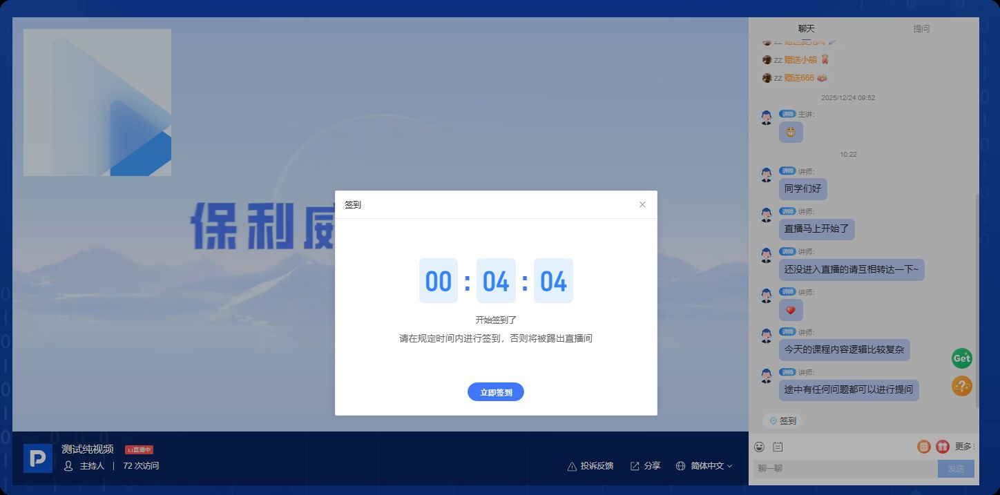 聊天
提问
zz 赠送小熊
zz 赠送666
2025/12/24 09:52
讲师 主讲:
10:22
讲师 讲师:
同学们好
讲师 讲师:
直播马上开始了
讲师 讲师:
还没进入直播的请互相转达一下~
讲师 讲师:
讲师 讲师:
今天的课程内容逻辑比较复杂
讲师 讲师:
途中有任何问题都可以进行提问
Get
签到
更多
聊一聊
发送
保利威
签到
00 : 04 : 04
开始签到了
请在规定时间内进行签到，否则将被踢出直播间
立即签到
测试纯视频 直播中
主持人 | 72 次访问
投诉反馈
分享
简体中文